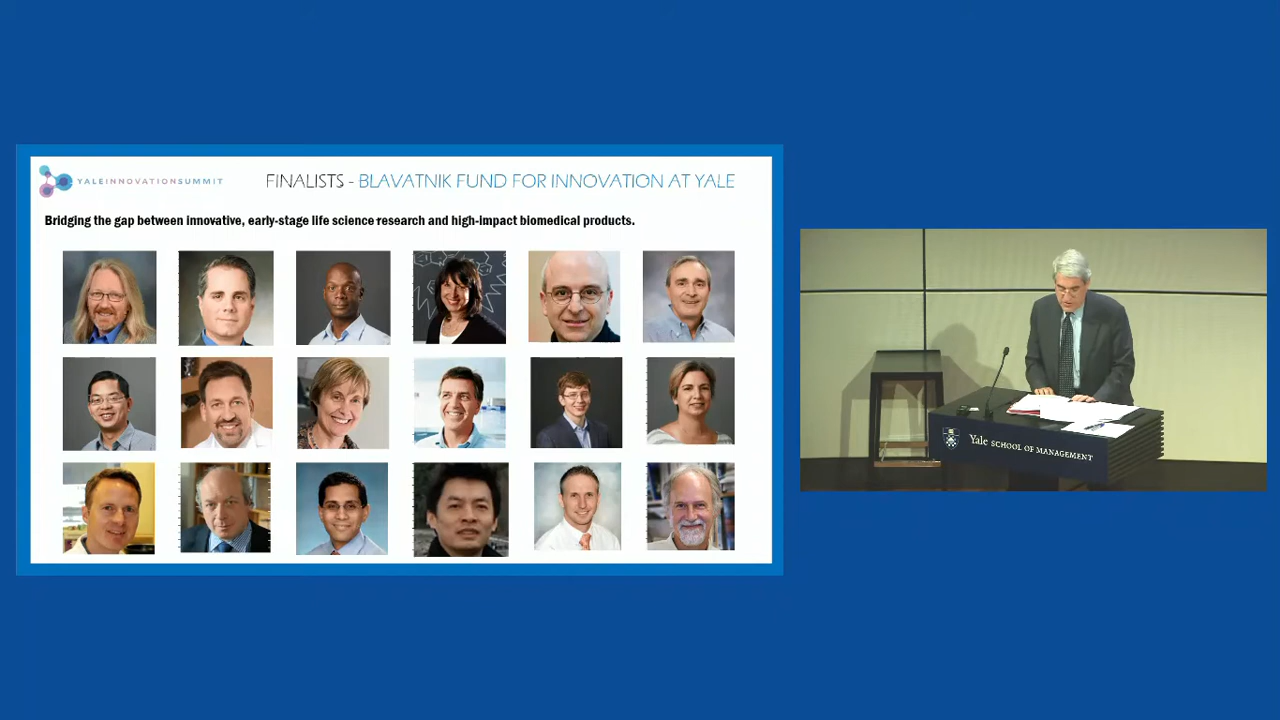 YALEINNOVATIONSUMMIT
FINALISTS - BLAVATNIK FUND FOR INNOVATION AT YALE
Bridging the gap between innovative, early-stage life science research and high-impact biomedical products.
Yale SCHOOL OF MANAGEMENT